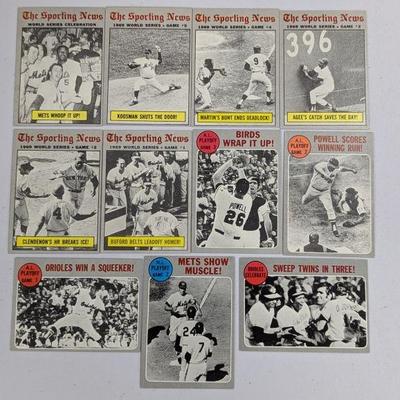 The Sporting News
WORLD SERIES CELEBRATION
METS WHOOP IT UP!
The Sporting News
1969 WORLD SERIES • GAME #5
KOOSMAN SHUTS THE DOOR!
The Sporting News
1969 WORLD SERIES • GAME #4
9
MARTIN'S BUNT ENDS DEADLOCK!
The Sporting News
1969 WORLD SERIES • GAME #3
396
AGEE'S CATCH SAVES THE DAY!
The Sporting News
1969 WORLD SERIES • GAME #2
CLENDENON'S HR BREAKS ICE!
The Sporting News
1969 WORLD SERIES • GAME #1
BUFORD BELTS LEADOFF HOMER!
A.L. PLAYOFF
GAME 3
BIRDS
WRAP IT UP!
POWELL
26
A.L. PLAYOFF
GAME 2
POWELL SCORES
WINNING RUN!
A.L. PLAYOFF
GAME 1
ORIOLES WIN A SQUEEKER!
N.L. PLAYOFF
GAME 2
METS SHOW
MUSCLE!
24
7
ORIOLES
CELEBRATE
SWEEP TWINS IN THREE!